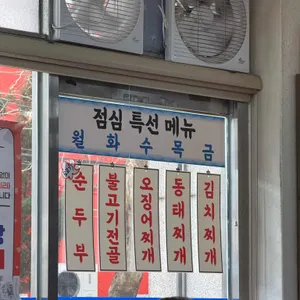 점심 특선 메뉴
월 화 수 목 금
순두부
불고기전골
오징어찌개
동태찌개
김치찌개